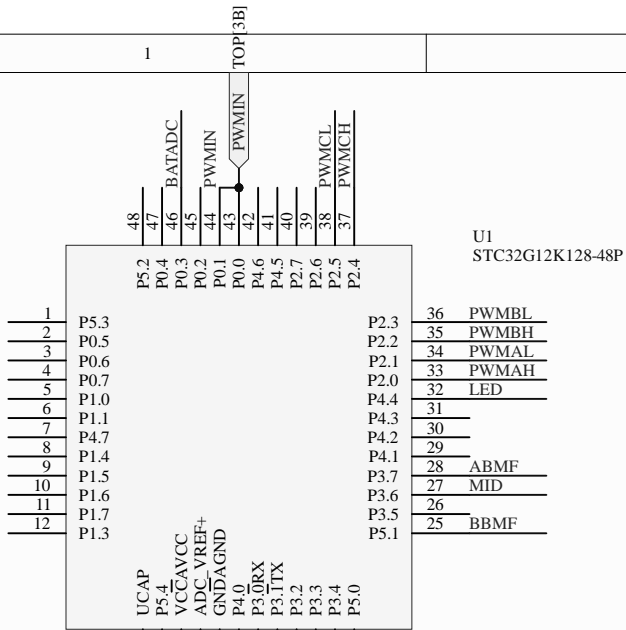 1
TOP[3B]
PWMIN
BATADC
PWMIN
PWMCL
PWMCH
48
47
46
45
44
43
42
41
40
39
38
37
U1
STC32G12K128-48P
P5.2
P0.4
P0.3
P0.2
P0.1
P0.0
P4.6
P4.5
P2.7
P2.6
P2.5
P2.4
1 P5.3
2 P0.5
3 P0.6
4 P0.7
5 P1.0
6 P1.1
7 P4.7
8 P1.4
9 P1.5
10 P1.6
11 P1.7
12 P1.3
P2.3 36 PWMBL
P2.2 35 PWMBH
P2.1 34 PWMAL
P2.0 33 PWMAH
P4.4 32 LED
P4.3 31
P4.2 30
P4.1 29
P3.7 28 ABMF
P3.6 27 MID
P3.5 26
P5.1 25 BBMF
UCAP
P5.4
VCCAVCC
ADC_VREF+
GNDAGND
P4.0
P3.0RX
P3.1TX
P3.2
P3.3
P3.4
P5.0